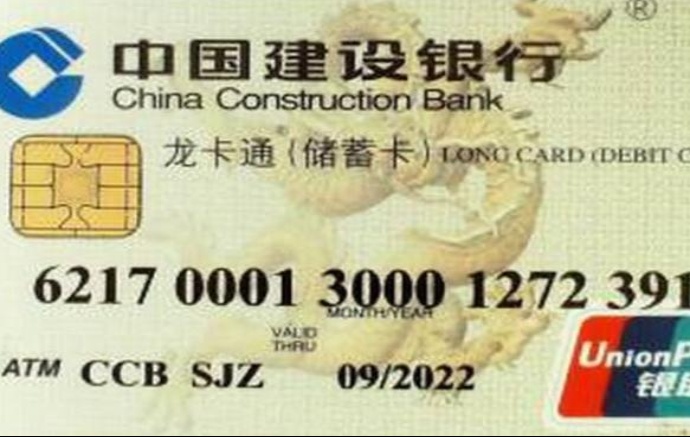 ®
中国建设银行
China Construction Bank
龙卡通®(储蓄卡) LONG CARD (DEBIT
6217 0001 3000 1272 391
MONTH/YEAR
VALID
THRU
ATM CCB SJZ 09/2022
Union
银